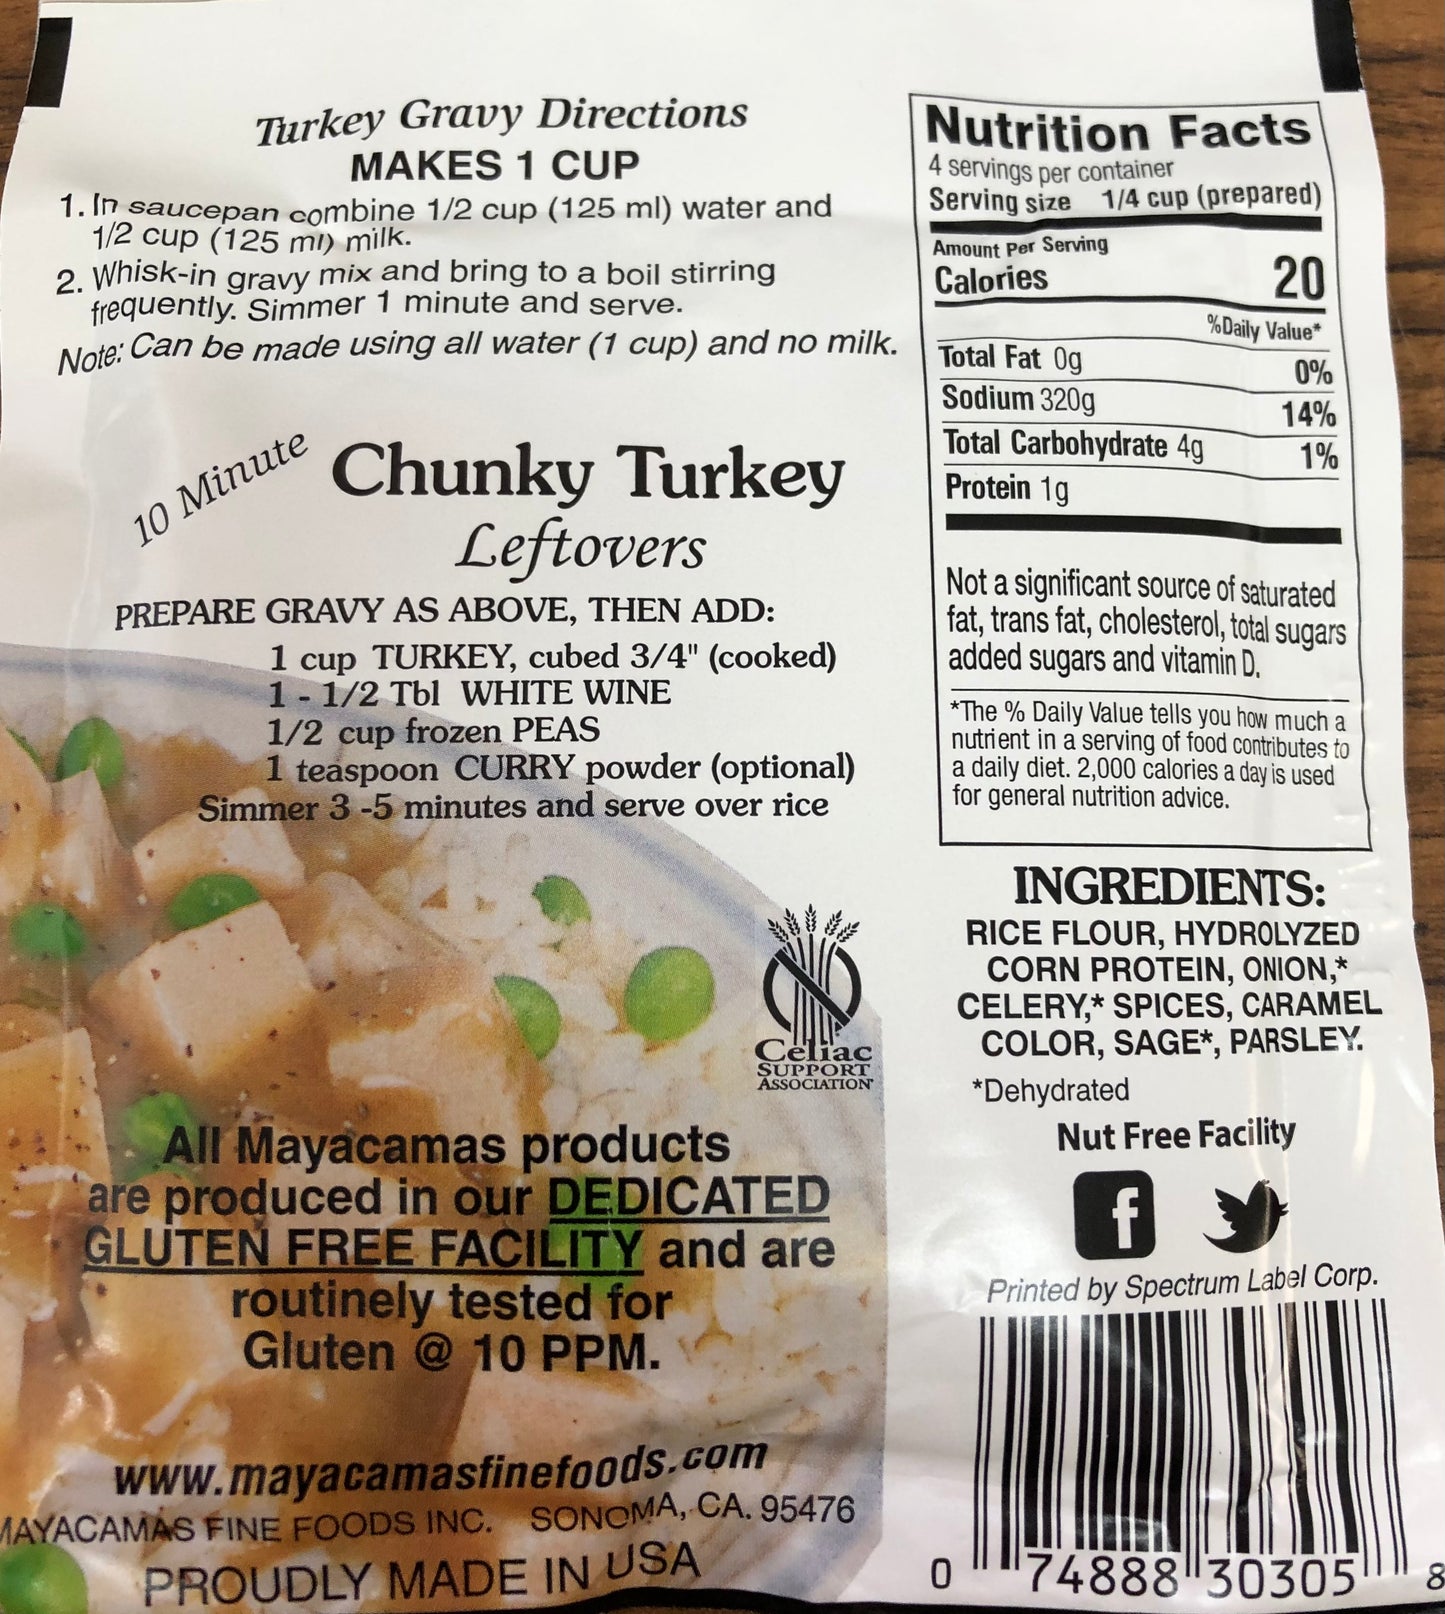 Turkey Gravy Directions
MAKES 1 CUP
1. In saucepan combine 1/2 cup (125 ml) water and
1/2 cup (125 ml) milk.
2. Whisk-in gravy mix and bring to a boil stirring
frequently. Simmer 1 minute and serve.
Note: Can be made using all water (1 cup) and no milk.
10 Minute Chunky Turkey
Leftovers
PREPARE GRAVY AS ABOVE, THEN ADD:
1 cup TURKEY, cubed 3/4" (cooked)
1 - 1/2 Tbl WHITE WINE
1/2 cup frozen PEAS
1 teaspoon CURRY powder (optional)
Simmer 3 -5 minutes and serve over rice
Celiac
SUPPORT
ASSOCIATION
All Mayacamas products
are produced in our DEDICATED
GLUTEN FREE FACILITY and are
routinely tested for
Gluten @ 10 PPM.
www.mayacamasfinefoods.com
MAYACAMAS FINE FOODS INC. SONOMA, CA. 95476
PROUDLY MADE IN USA
Nutrition Facts
4 servings per container
Serving size 1/4 cup (prepared)
Amount Per Serving
Calories 20
%Daily Value*
Total Fat 0g 0%
Sodium 320g 14%
Total Carbohydrate 4g 1%
Protein 1g
Not a significant source of saturated
fat, trans fat, cholesterol, total sugars
added sugars and vitamin D.
*The % Daily Value tells you how much a
nutrient in a serving of food contributes to
a daily diet. 2,000 calories a day is used
for general nutrition advice.
INGREDIENTS:
RICE FLOUR, HYDROLYZED
CORN PROTEIN, ONION,*
CELERY,* SPICES, CARAMEL
COLOR, SAGE*, PARSLEY.
*Dehydrated
Nut Free Facility
f
Printed by Spectrum Label Corp.
0 74888 30305 8